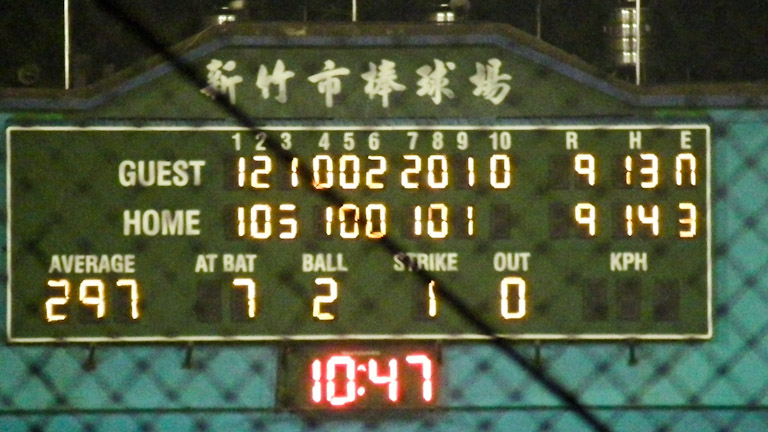 新竹市棒球場
1 2 3 4 5 6 7 8 9 10 R H E
GUEST 1 2 1 0 0 2 2 0 1 0 9 13
HOME 1 0 5 1 0 0 1 0 1 9 14 3
AVERAGE AT BAT BALL STRIKE OUT KPH
297 7 2 1 0
10:47